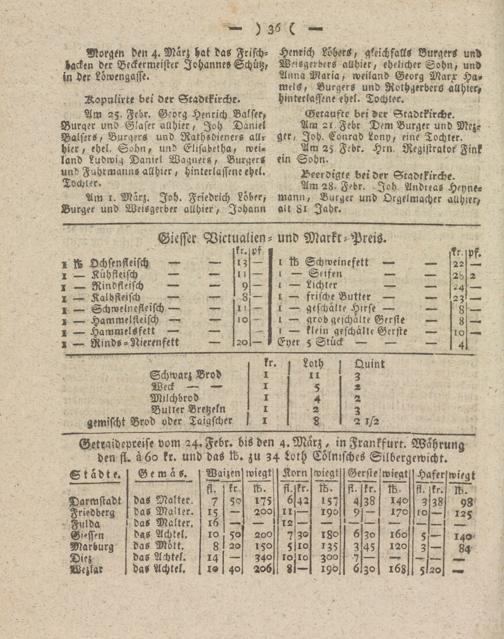 — ) 36 ( —
Morgen den 4. März hat das Frisch-
backen der Beckermeister Johannes Schütz,
in der Löwengasse.
Kopulirte bei der Stadtkirche.
Am 25. Febr. Georg Henrich Balser,
Burger und Glaser allhier, Joh. Daniel
Balsers, Burgers und Rathsdieners all-
hier, ehel. Sohn, und Elisabetha, wei-
land Ludwig Daniel Wagners, Burgers
und Fuhrmanns allhier, hinterlassene ehel.
Tochter.
Am 1. März. Joh. Friedrich Löber,
Burger und Weisgerber allhier, Johann
Henrich Löbers, gleichfalls Burgers und
Weisgerbers allhier, ehelicher Sohn, und
Anna Maria, weiland Georg Marx Ha-
mels, Burgers und Rothgerbers allhier,
hinterlassene ehel. Tochter.
Getaufte bei der Stadtkirche.
Am 21. Febr Dem Burger und Mez-
ger, Joh. Conrad Lony, eine Tochter.
Am 25. Febr. Hrn. Registrator Fink
ein Sohn.
Beerdigte bei der Stadtkirche.
Am 28. Febr. Joh. Andreas Heyne-
mann, Burger und Orgelmacher allhier,
alt 81 Jahr.
Giesser Victualien- und Markt-Preis.
kr. pf.
1 ℔ Ochsenfleisch — — 13 —
1 — Kühfleisch — — 11 —
1 — Rindfleisch — — 9 —
1 — Kalbfleisch — — 8 —
1 — Schweinefleisch — — 11 —
1 — Hammelfleisch — — 10 —
1 — Hammelsfett — —
1 — Rinds-Nierenfett — 20 —
kr. pf.
1 ℔ Schweinefett — — 22 —
1 — Seifen — — 28 2
1 — Lichter — — 24 —
1 — frische Butter — — 23 —
1 — geschälte Hirse — — 8 —
1 — grob geschälte Gerste — 8 —
1 — klein geschälte Gerste — 10 —
Eyer 5 Stück — — 4
kr. Loth Quint
Schwarz Brod 1 11 3
Weck — — 1 5 2
Milchbrod 1 4 2
Butter Bretzeln 1 2 3
gemischt Brod oder Taigscher 1 8 2 1/2
Getraidepreise vom 24. Febr. bis den 4. März, in Frankfurt. Währung
den fl. à 60 kr. und das ℔. zu 34 Loth Cölnisches Silbergewicht.
Städte. Gemäs. Waizen wiegt Korn wiegt Gerste wiegt Hafer wiegt
fl. kr. ℔. fl. kr. ℔. fl. kr. ℔. fl. kr. ℔.
Darmstadt das Malter. 7 50 175 6 42 157 4 38 140 3 38 98
Friedberg das Malter. 15 — 200 11 — 190 9 — 170 10 — 125
Fulda das Malter. 16 — 12 —
Giessen das Achtel. 10 50 200 7 30 180 6 30 160 5 — 140
Marburg das Mött. 8 20 150 5 10 135 3 45 120 3 — 84
Diez das Achtel. 14 — 340 10 10 300 — — — — — —
Wezlar das Achtel. 10 40 206 8 — 190 6 30 168 5 20 —